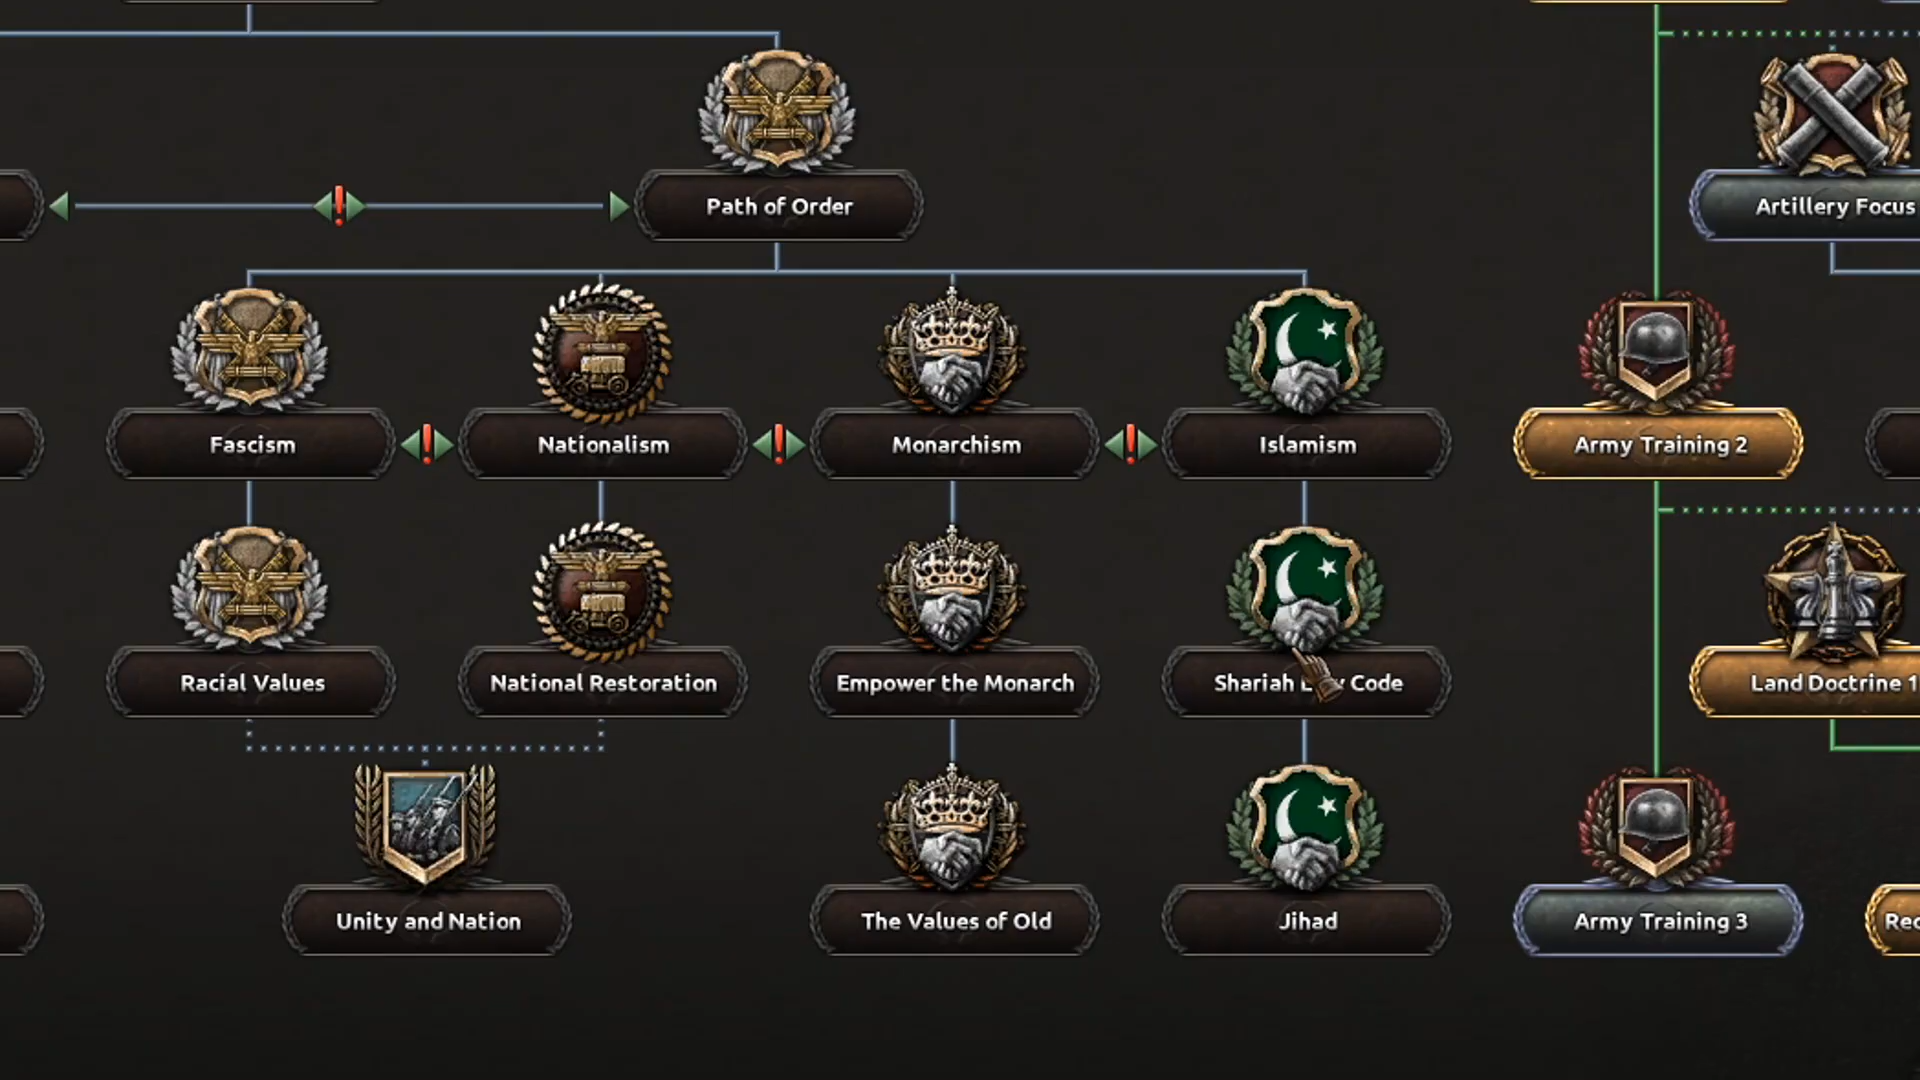 Path of Order
Artillery Focus
Fascism
Nationalism
Monarchism
Islamism
Army Training 2
Racial Values
National Restoration
Empower the Monarch
Shariah Code
Land Doctrine 1
Unity and Nation
The Values of Old
Jihad
Army Training 3